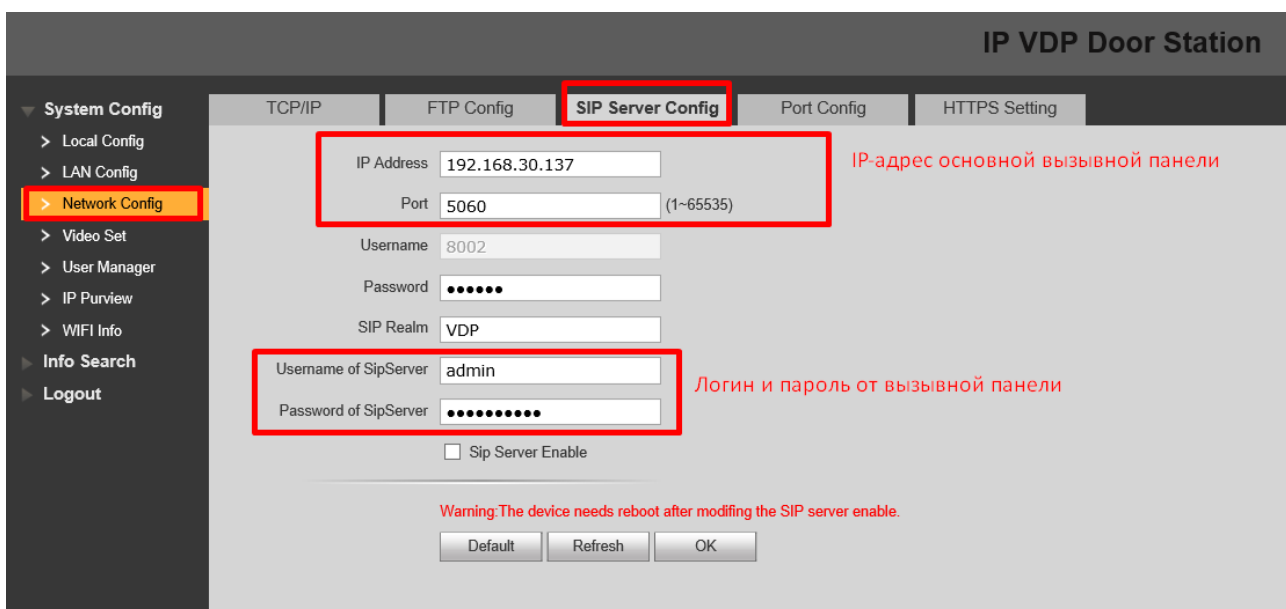 IP VDP Door Station
System Config
Local Config
LAN Config
Network Config
Video Set
User Manager
IP Purview
WIFI Info
Info Search
Logout
TCP/IP FTP Config SIP Server Config Port Config HTTPS Setting
IP Address 192.168.30.137 IP-адрес основной вызывной панели
Port 5060 (1~65535)
Username 8002
Password ••••••
SIP Realm VDP
Username of SipServer admin
Логин и пароль от вызывной панели
Password of SipServer ••••••••••
Sip Server Enable
Warning:The device needs reboot after modifing the SIP server enable.
Default Refresh OK